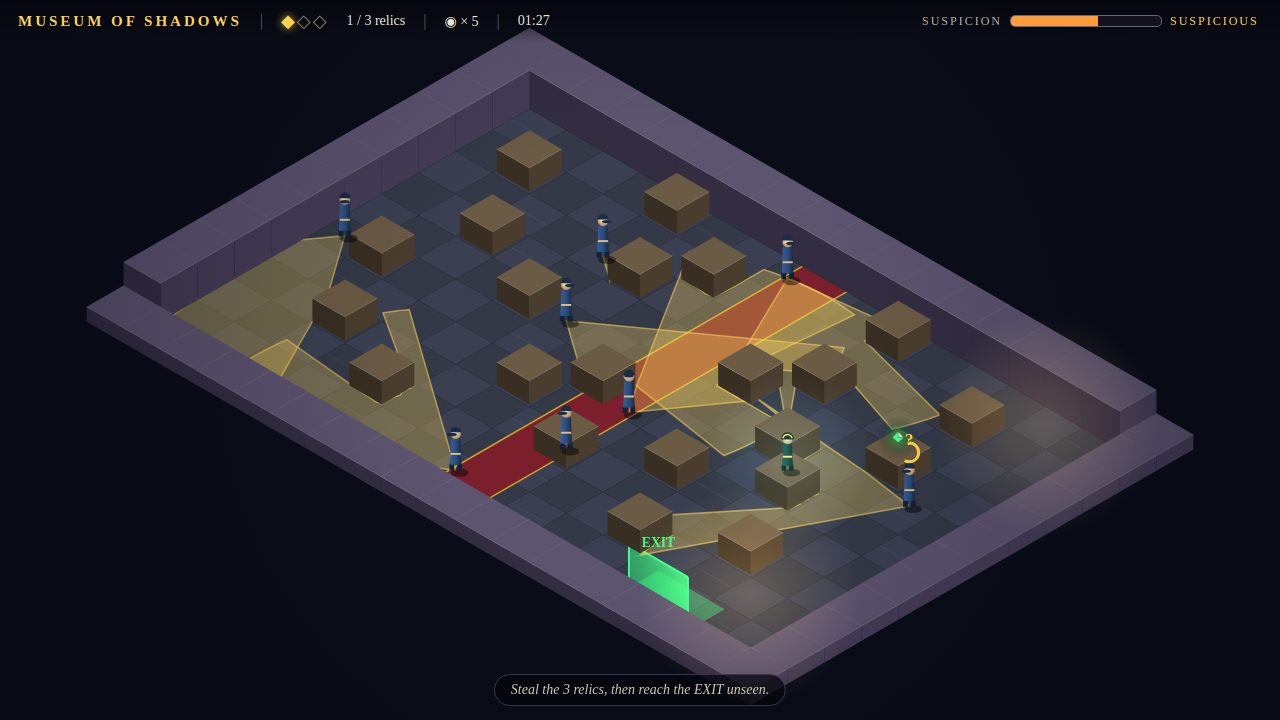 MUSEUM OF SHADOWS | ◆◇◇ 1 / 3 relics | ◉ × 5 | 01:27
SUSPICION SUSPICIOUS
?
EXIT
Steal the 3 relics, then reach the EXIT unseen.